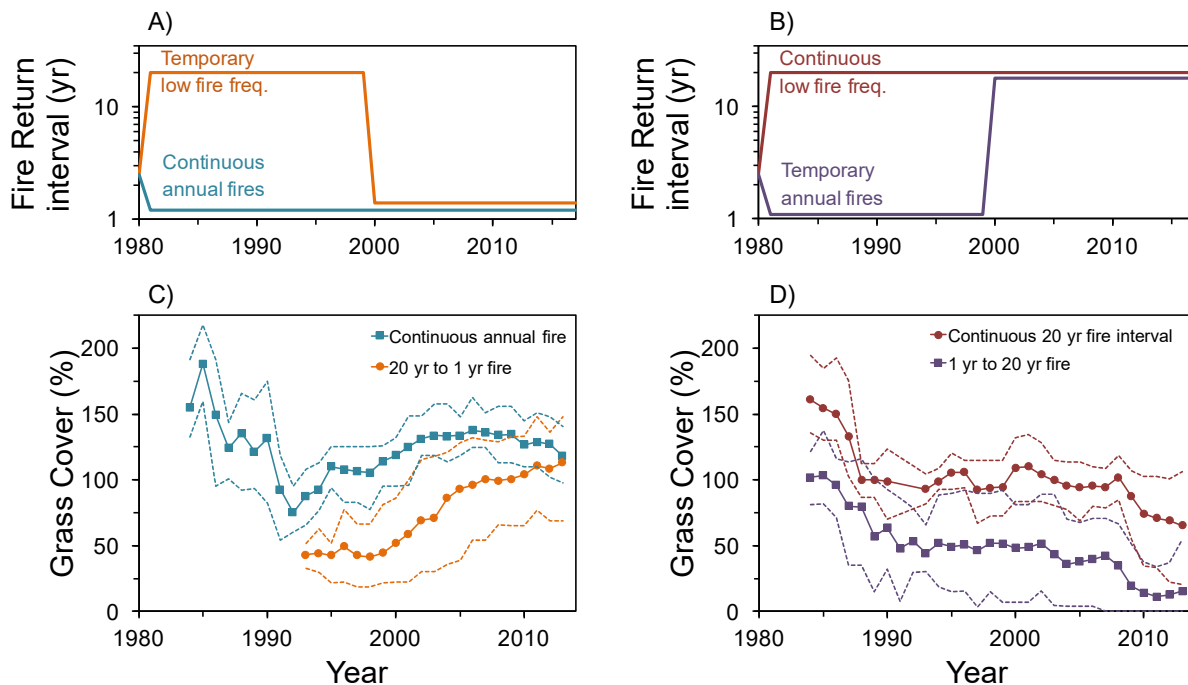 A)
Fire Return
interval (yr)
10
1
Temporary
low fire freq.
Continuous
annual fires
1980 1990 2000 2010
B)
Fire Return
interval (yr)
10
1
Continuous
low fire freq.
Temporary
annual fires
1980 1990 2000 2010
C)
Grass Cover (%)
200
150
100
50
0
Continuous annual fire
20 yr to 1 yr fire
1980 1990 2000 2010
Year
D)
Grass Cover (%)
200
150
100
50
0
Continuous 20 yr fire interval
1 yr to 20 yr fire
1980 1990 2000 2010
Year